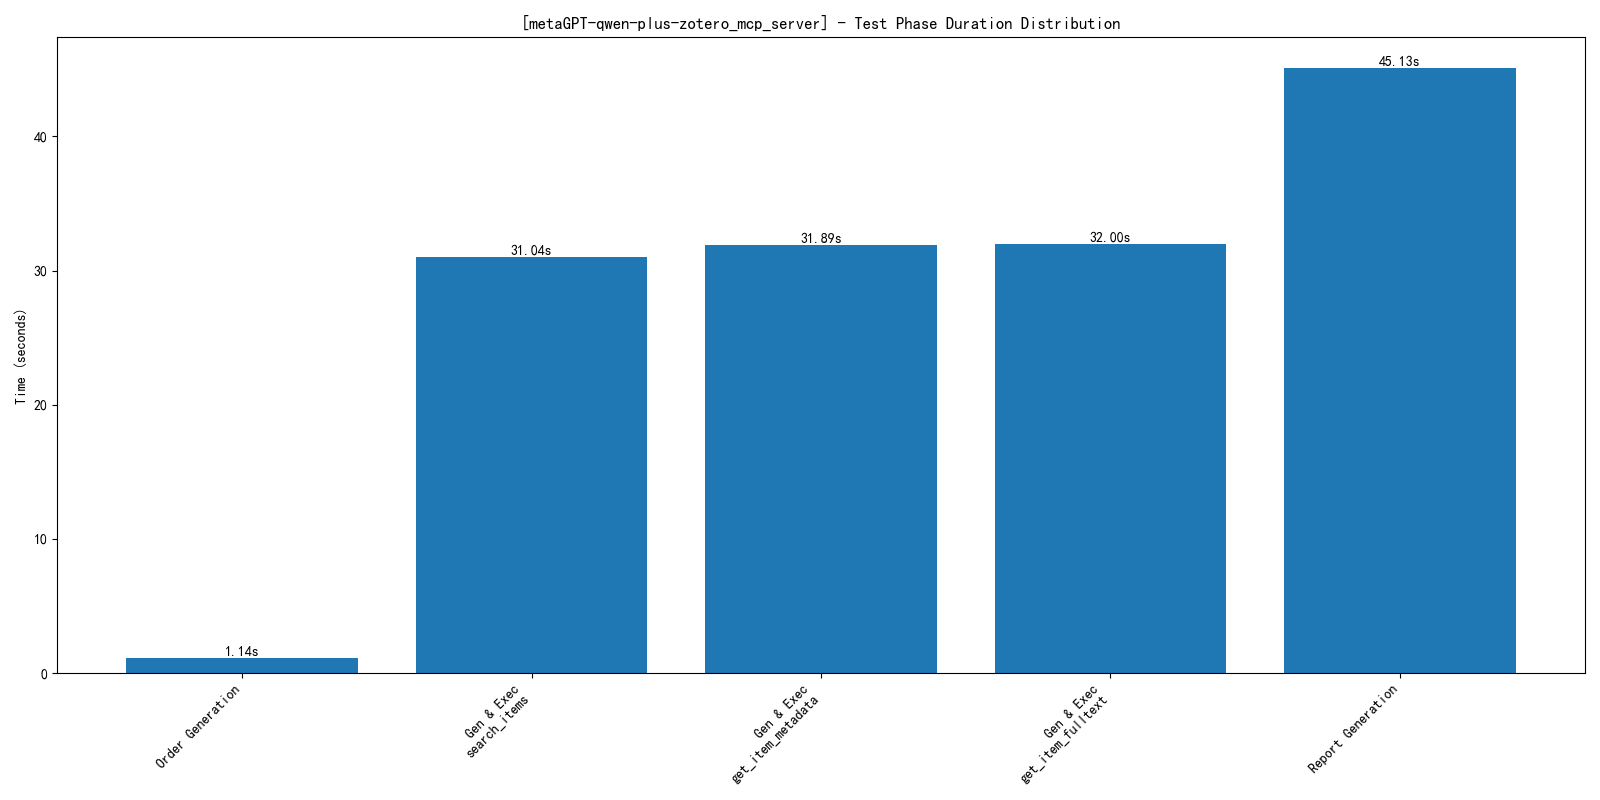 [metaGPT-qwen-plus-zotero_mcp_server] - Test Phase Duration Distribution
45.13s
40
31.04s
31.89s
32.00s
30
Time (seconds)
20
10
1.14s
0
Order Generation
Gen & Exec
search_items
Gen & Exec
get_item_metadata
Gen & Exec
get_item_fulltext
Report Generation